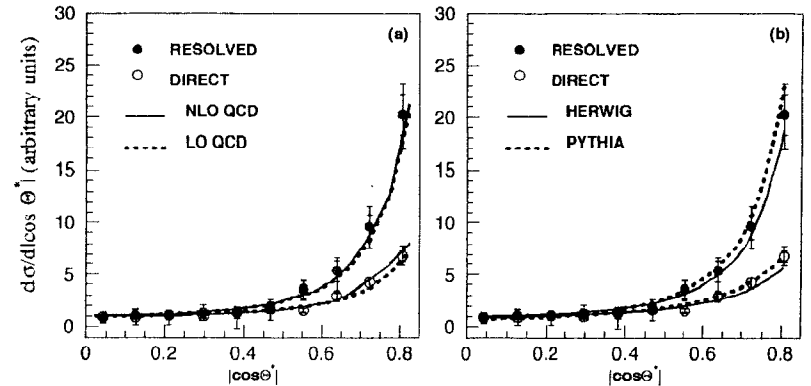 30
25
20
15
10
5
0
dσ/d|cos Θ*| (arbitrary units)
(a)
RESOLVED
DIRECT
NLO QCD
LO QCD
0
0.2
0.4
0.6
0.8
|cosΘ*|
30
25
20
15
10
5
0
(b)
RESOLVED
DIRECT
HERWIG
PYTHIA
0
0.2
0.4
0.6
0.8
|cosΘ*|